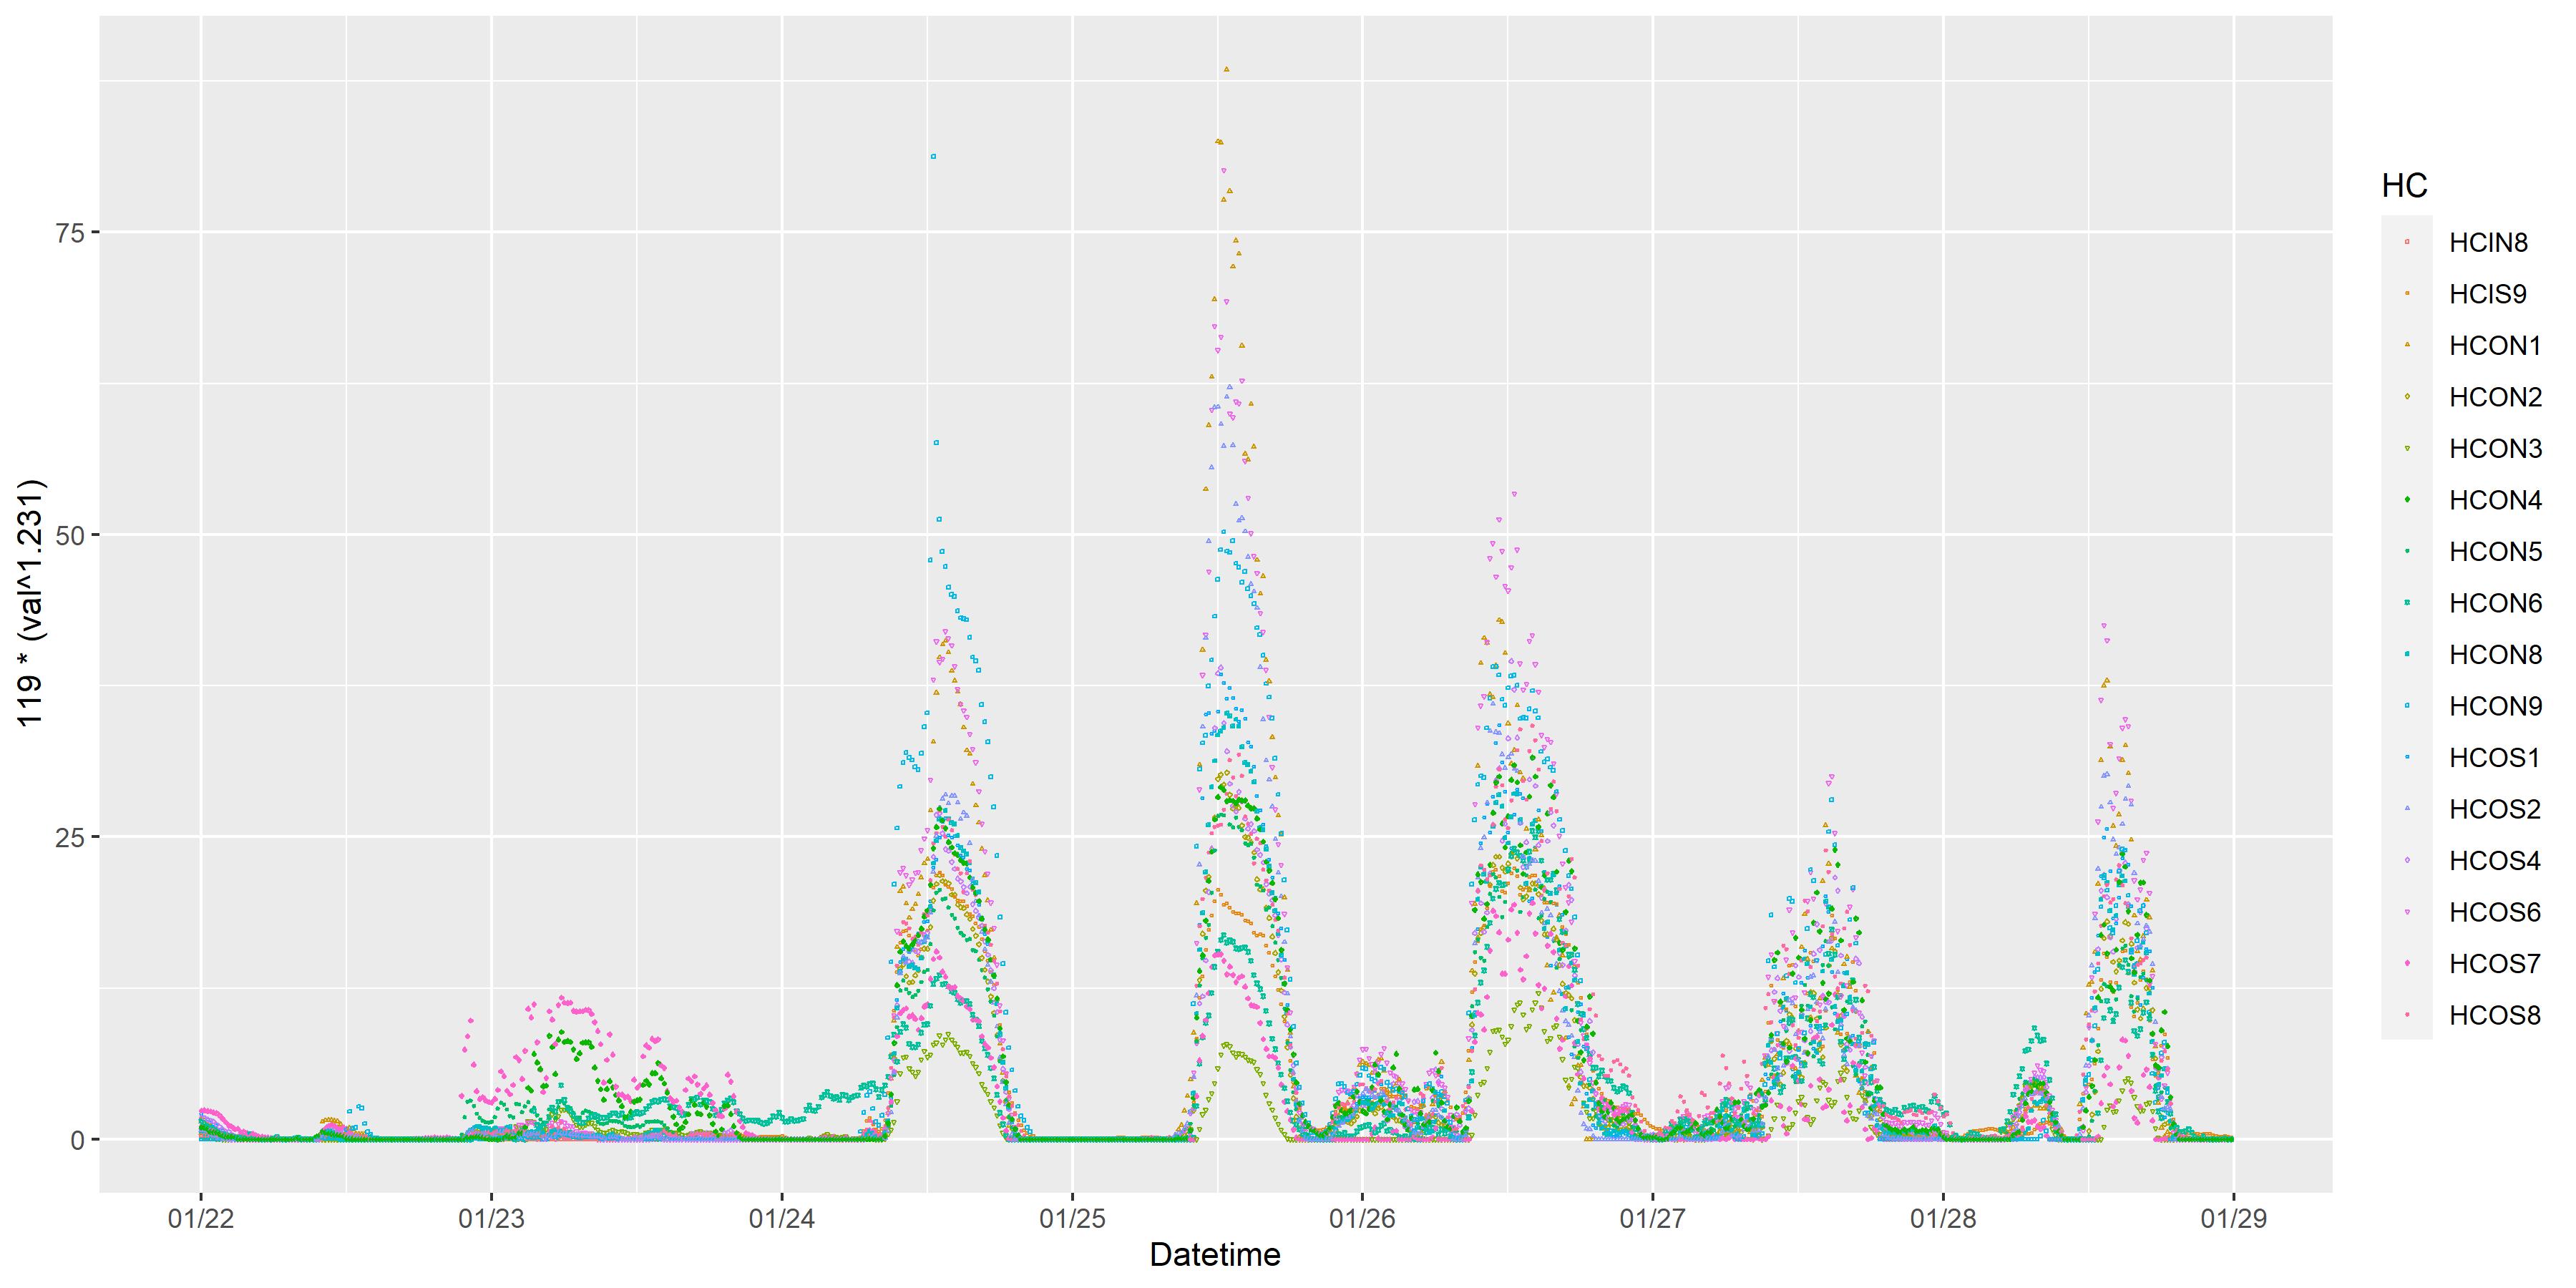 75
50
25
0
119 * (val^1.231)
01/22 01/23 01/24 01/25 01/26 01/27 01/28 01/29
Datetime
HC
HCIN8
HCIS9
HCON1
HCON2
HCON3
HCON4
HCON5
HCON6
HCON8
HCON9
HCOS1
HCOS2
HCOS4
HCOS6
HCOS7
HCOS8